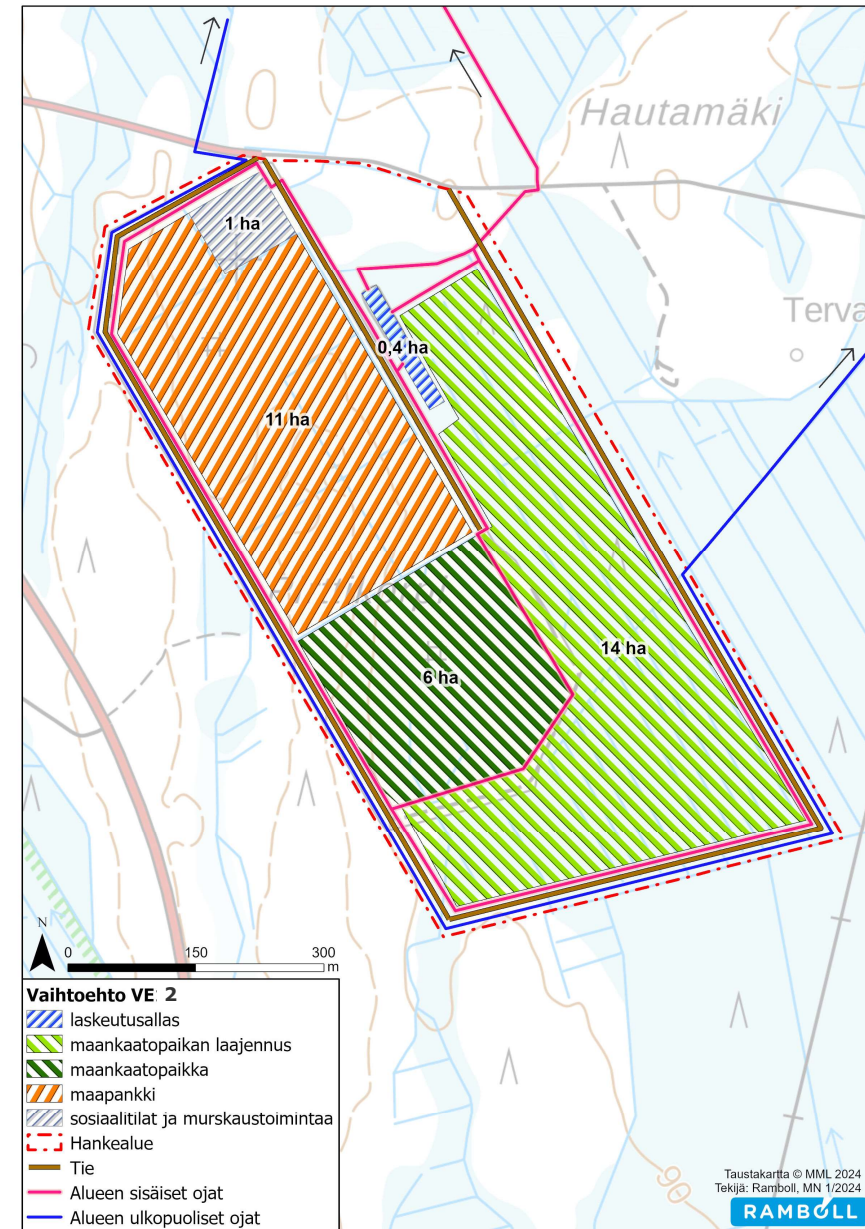 Hautamäki
1 ha
Terva
0,4 ha
11 ha
14 ha
6 ha
N
0 150 300
m
90
Vaihtoehto VE 2
laskeutusallas
maankaatopaikan laajennus
maankaatopaikka
maapankki
sosiaalitilat ja murskaustoimintaa
Hankealue
Tie
Alueen sisäiset ojat
Alueen ulkopuoliset ojat
Taustakartta © MML 2024
Tekijä: Ramboll, MN 1/2024
RAMBOLL